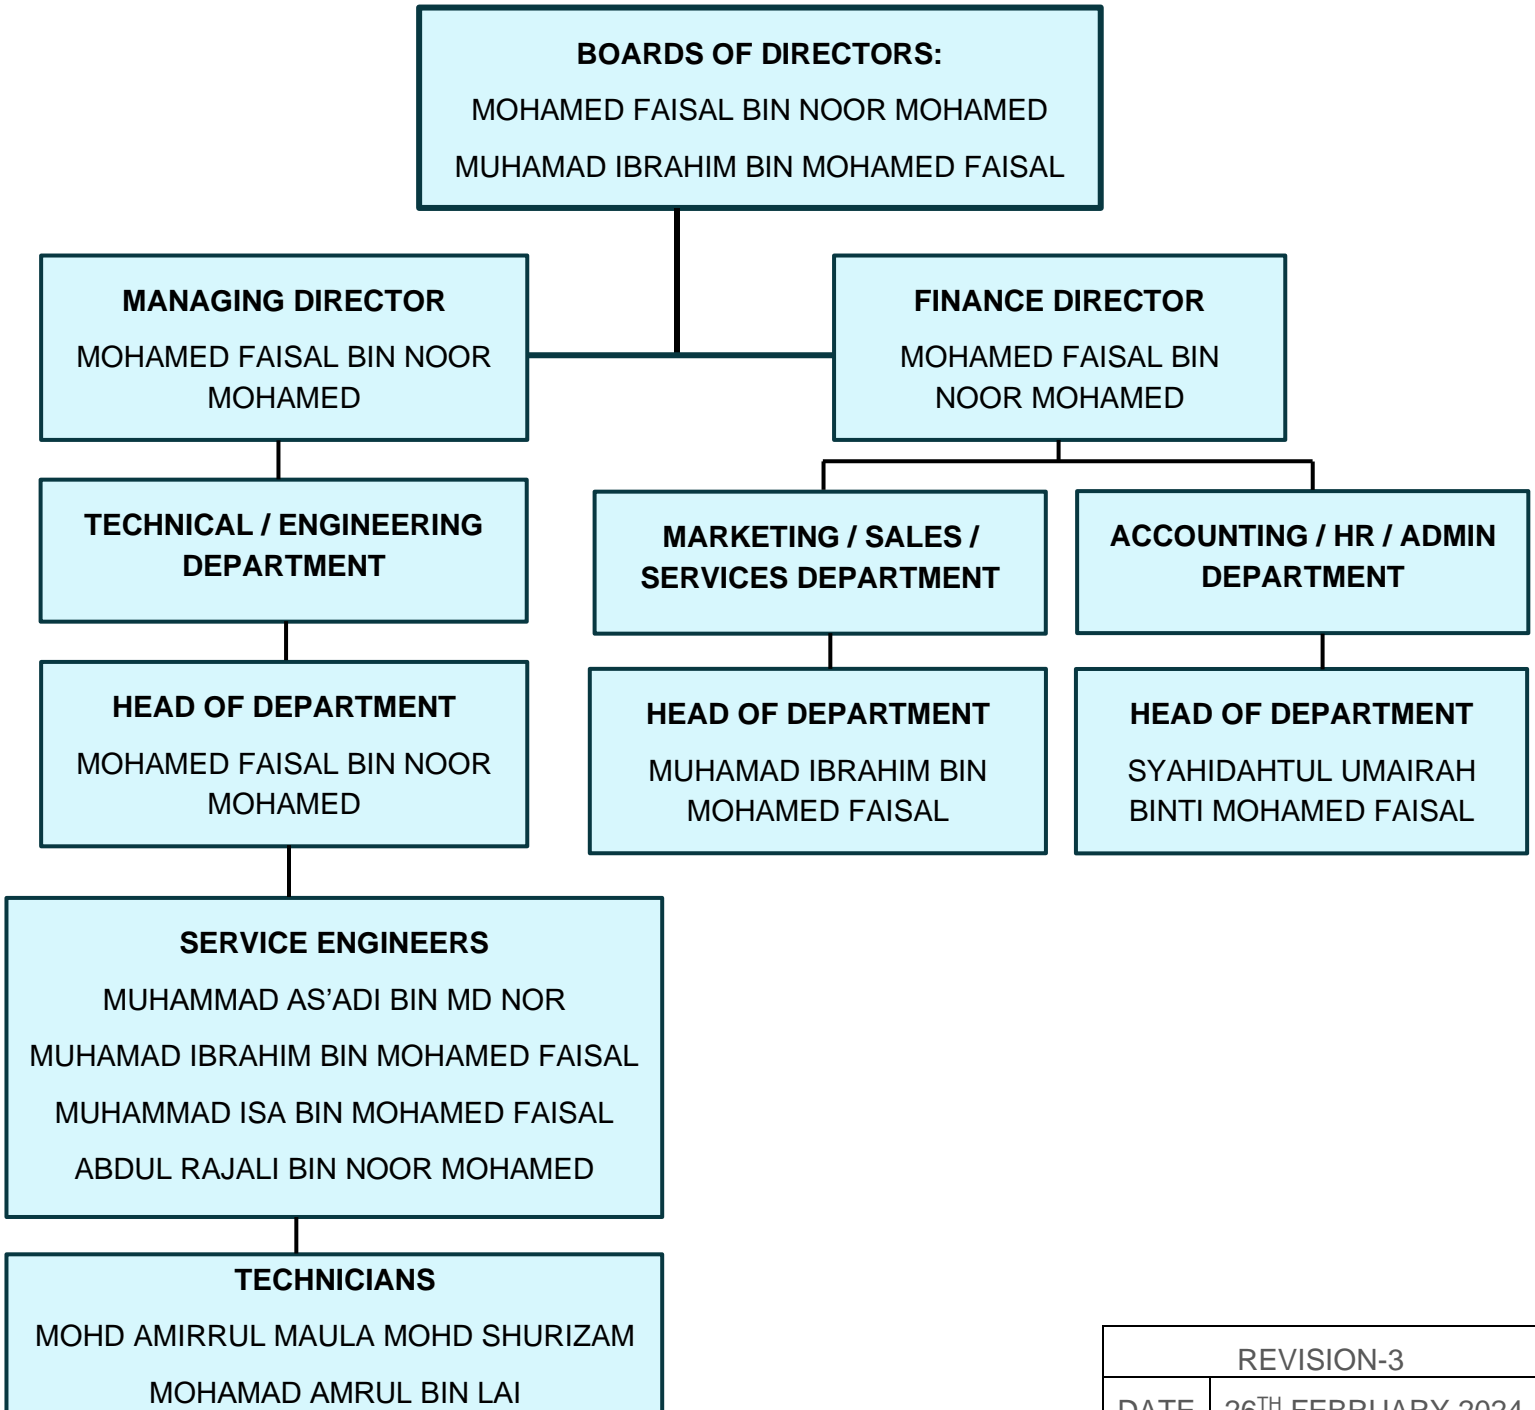 BOARDS OF DIRECTORS:
MOHAMED FAISAL BIN NOOR MOHAMED
MUHAMAD IBRAHIM BIN MOHAMED FAISAL
MANAGING DIRECTOR
MOHAMED FAISAL BIN NOOR
MOHAMED
FINANCE DIRECTOR
MOHAMED FAISAL BIN
NOOR MOHAMED
TECHNICAL / ENGINEERING
DEPARTMENT
MARKETING / SALES /
SERVICES DEPARTMENT
ACCOUNTING / HR / ADMIN
DEPARTMENT
HEAD OF DEPARTMENT
MOHAMED FAISAL BIN NOOR
MOHAMED
HEAD OF DEPARTMENT
MUHAMAD IBRAHIM BIN
MOHAMED FAISAL
HEAD OF DEPARTMENT
SYAHIDAHTUL UMAIRAH
BINTI MOHAMED FAISAL
SERVICE ENGINEERS
MUHAMMAD AS’ADI BIN MD NOR
MUHAMAD IBRAHIM BIN MOHAMED FAISAL
MUHAMMAD ISA BIN MOHAMED FAISAL
ABDUL RAJALI BIN NOOR MOHAMED
TECHNICIANS
MOHD AMIRRUL MAULA MOHD SHURIZAM
MOHAMAD AMRUL BIN LAI
REVISION-3
DATE 26TH FEBRUARY 2024